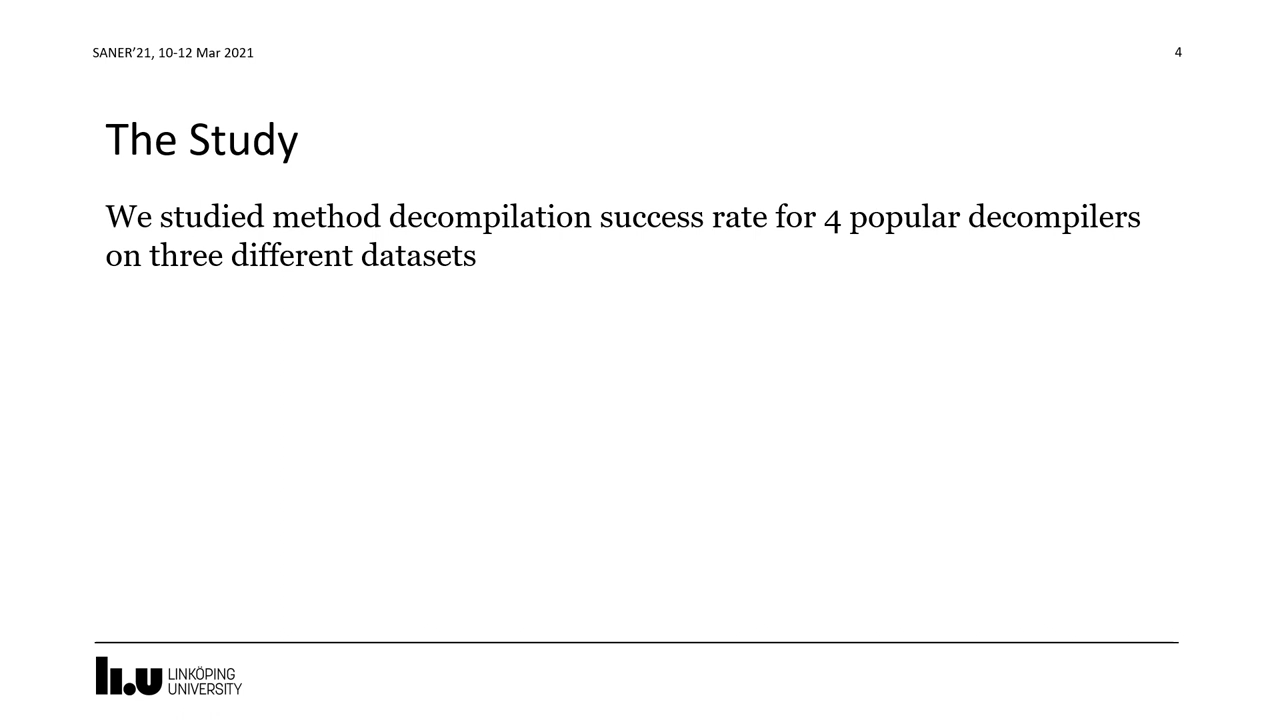 SANER’21, 10-12 Mar 2021
4
The Study
We studied method decompilation success rate for 4 popular decompilers
on three different datasets
li.u LINKÖPING
UNIVERSITY